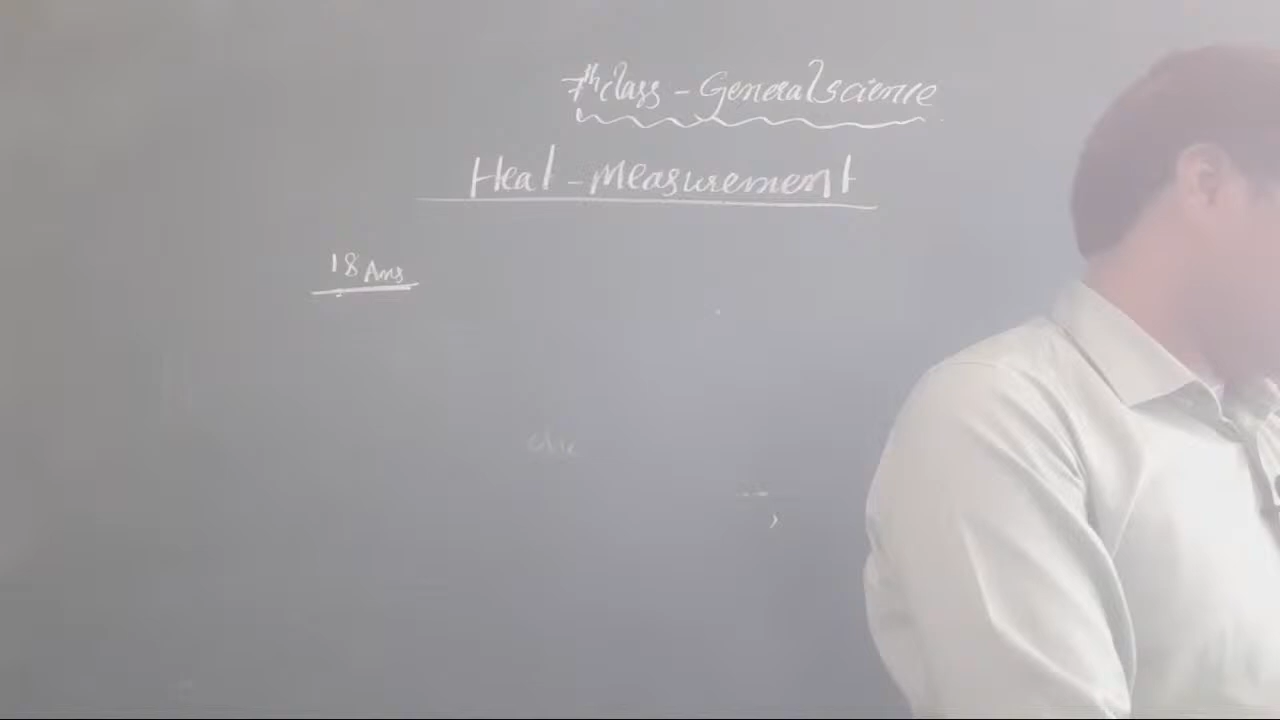 7th class - General science
Heat - Measurement
18 Ans